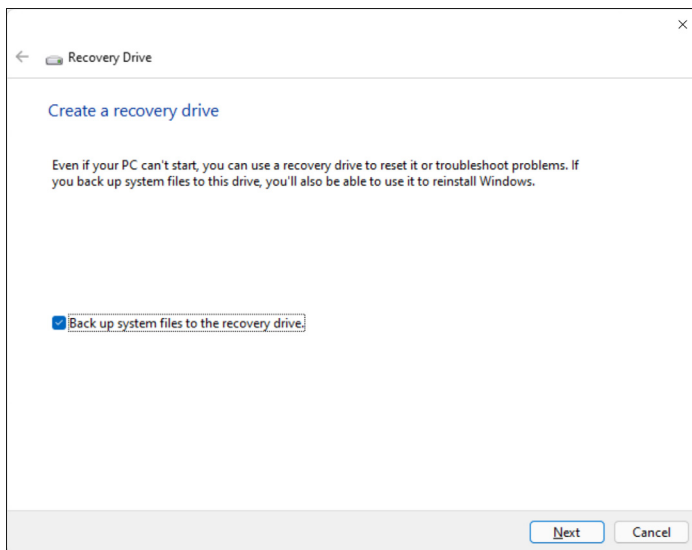 Recovery Drive
Create a recovery drive
Even if your PC can't start, you can use a recovery drive to reset it or troubleshoot problems. If
you back up system files to this drive, you'll also be able to use it to reinstall Windows.
Back up system files to the recovery drive.
Next Cancel